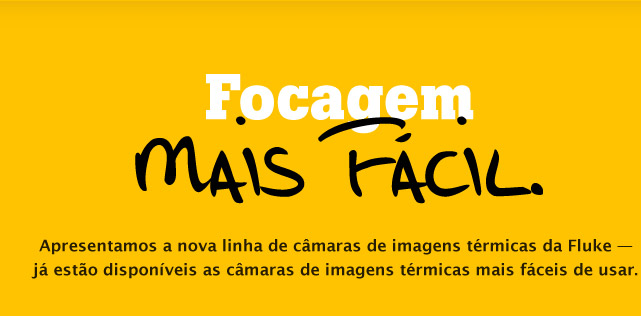 Focagem
MAIS FÁCIL.
Apresentamos a nova linha de câmaras de imagens térmicas da Fluke —
já estão disponíveis as câmaras de imagens térmicas mais fáceis de usar.